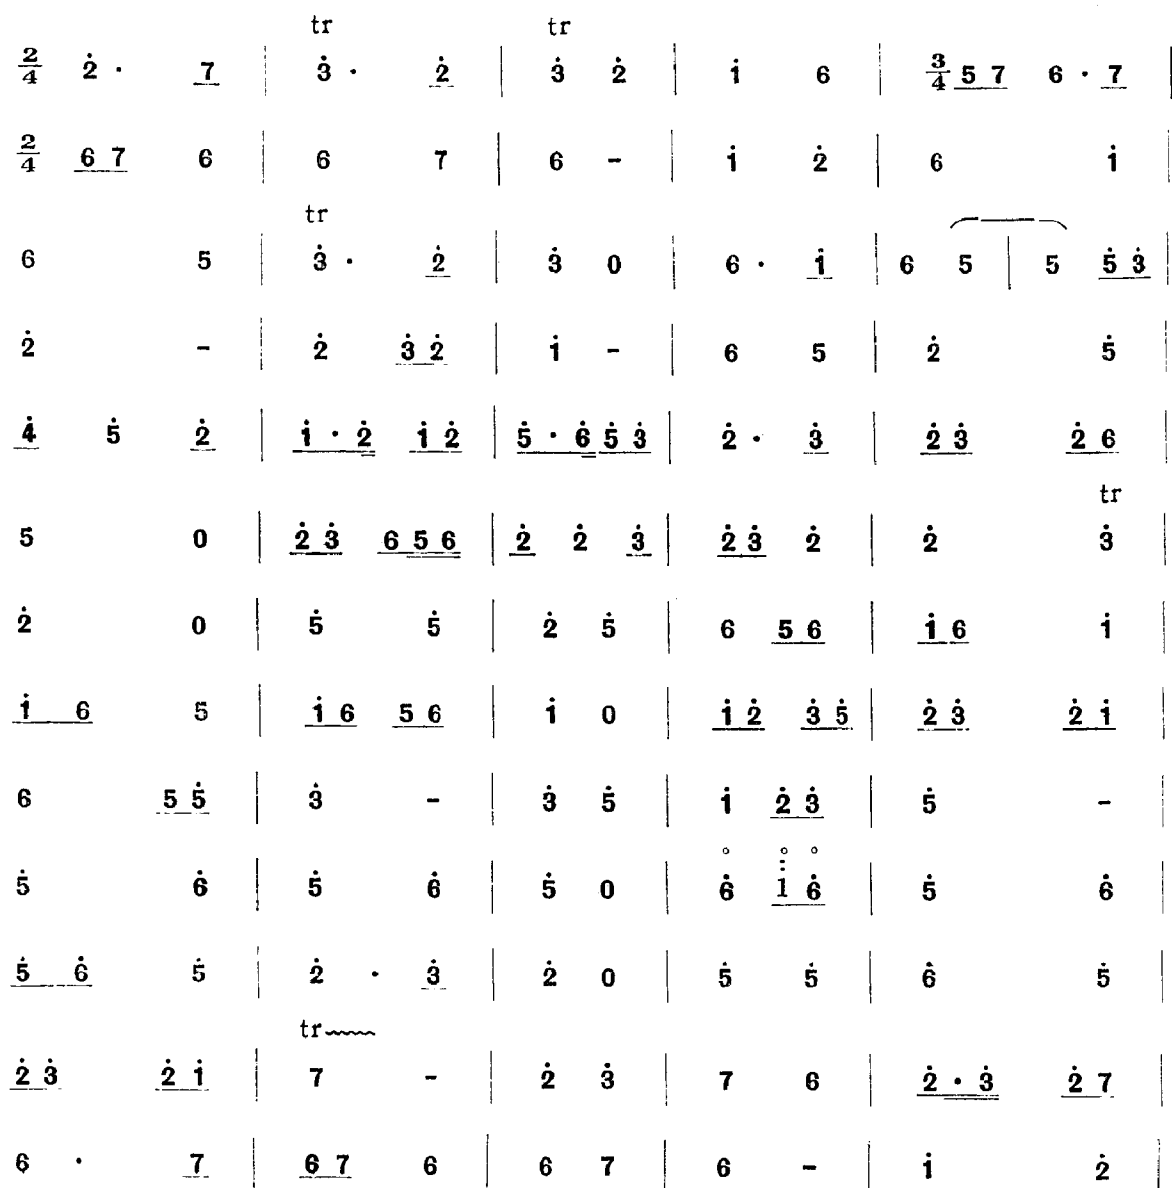 tr tr
2/4 2̇ · 7 | 3̇ · 2̇ | 3̇ 2̇ | 1̇ 6 | 3/4 5 7 6 · 7 |
2/4 6 7 6 | 6 7 | 6 – | 1̇ 2̇ | 6 1̇ |
tr
6 5 | 3̇ · 2̇ | 3̇ 0 | 6 · 1̇ | 6 5 | 5 5̇ 3̇ |
2̇ – | 2̇ 3̇ 2̇ | 1̇ – | 6 5 | 2̇ 5̇ |
4̇ 5̇ 2̇ | 1̇ · 2̇ 1̇ 2̇ | 5̇ · 6̇ 5̇ 3̇ | 2̇ · 3̇ | 2̇ 3̇ 2̇ 6 |
tr
5 0 | 2̇ 3̇ 6 5 6 | 2̇ 2̇ 3̇ | 2̇ 3̇ 2̇ | 2̇ 3̇ |
2̇ 0 | 5̇ 5̇ | 2̇ 5̇ | 6 5 6 | 1̇ 6 1̇ |
1̇ 6 5 | 1̇ 6 5 6 | 1̇ 0 | 1̇ 2̇ 3̇ 5̇ | 2̇ 3̇ 2̇ 1̇ |
6 5 5̇ | 3̇ – | 3̇ 5̇ | 1̇ 2̇ 3̇ | 5̇ – |
○ ○ ○
5̇ 6̇ | 5̇ 6̇ | 5̇ 0 | 6̇ 1̈ 6̇ | 5̇ 6̇ |
5̇ 6̇ 5̇ | 2̇ · 3̇ | 2̇ 0 | 5̇ 5̇ | 6̇ 5̇ |
tr
2̇ 3̇ 2̇ 1̇ | 7 – | 2̇ 3̇ | 7 6 | 2̇ · 3̇ 2̇ 7 |
6 · 7 | 6 7 6 | 6 7 | 6 – | 1̇ 2̇ |